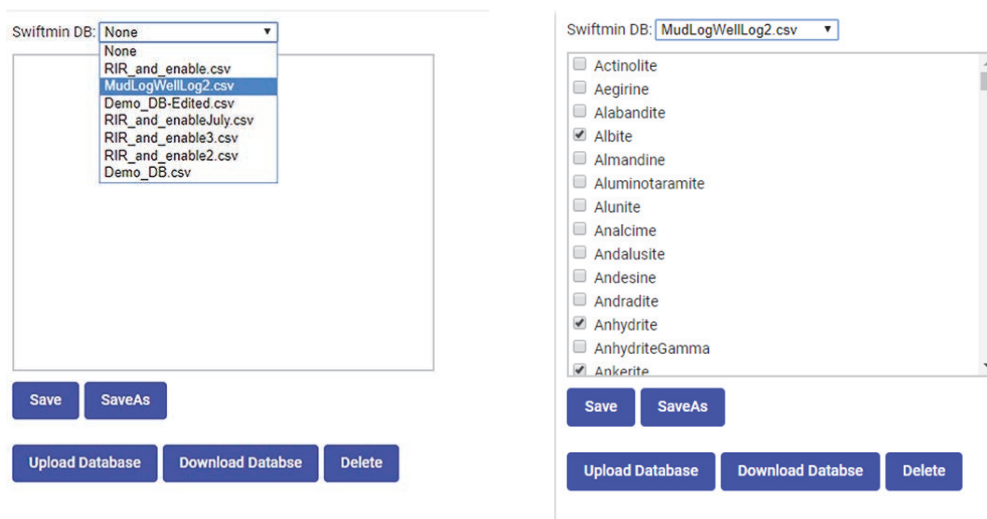 Swiftmin DB: None
None
RIR_and_enable.csv
MudLogWellLog2.csv
Demo_DB-Edited.csv
RIR_and_enableJuly.csv
RIR_and_enable3.csv
RIR_and_enable2.csv
Demo_DB.csv
Save SaveAs
Upload Database Download Databse Delete
Swiftmin DB: MudLogWellLog2.csv
Actinolite
Aegirine
Alabandite
Albite
Almandine
Aluminotaramite
Alunite
Analcime
Andalusite
Andesine
Andradite
Anhydrite
AnhydriteGamma
Ankerite
Save SaveAs
Upload Database Download Databse Delete